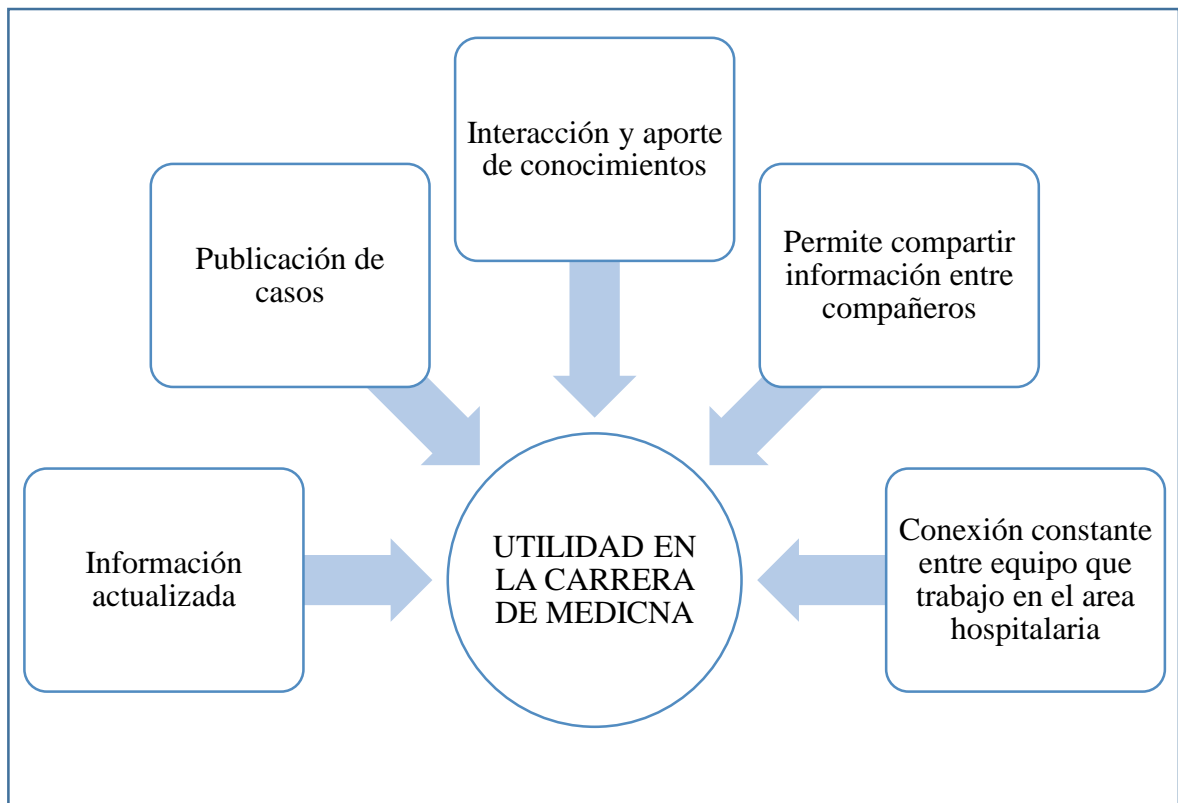 Interacción y aporte
de conocimientos
Publicación de
casos
Permite compartir
información entre
compañeros
Información
actualizada
UTILIDAD EN
LA CARRERA
DE MEDICNA
Conexión constante
entre equipo que
trabajo en el area
hospitalaria